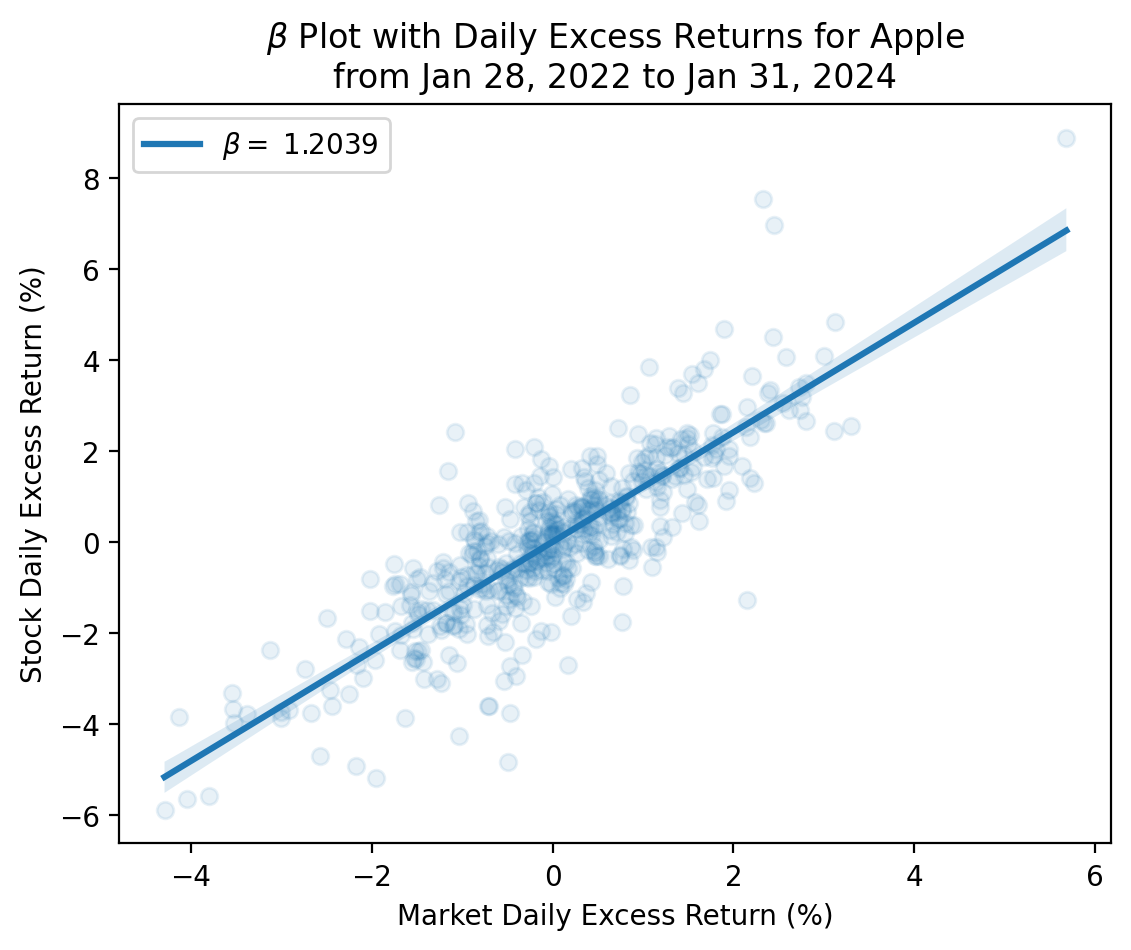 β Plot with Daily Excess Returns for Apple
from Jan 28, 2022 to Jan 31, 2024
β = 1.2039
Stock Daily Excess Return (%)
8
6
4
2
0
−2
−4
−6
−4
−2
0
2
4
6
Market Daily Excess Return (%)